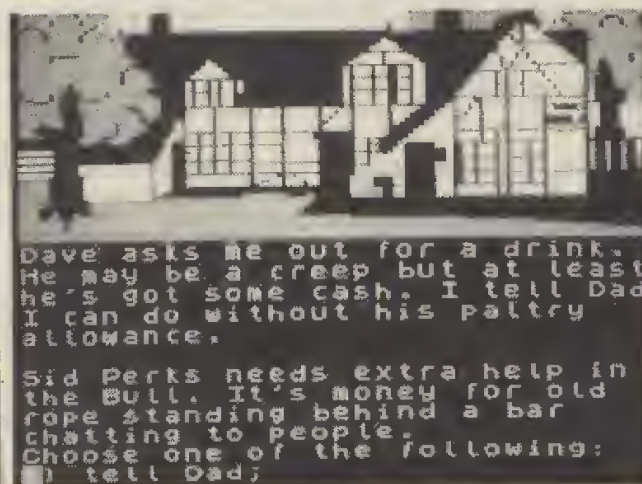 Dave asks me out for a drink.
He may be a creep but at least
he's got some cash. I tell Dad
I can do without his paltry
allowance.
Sid Perks needs extra help in
the Bull. It's money for old
rope standing behind a bar
chatting to people.
Choose one of the following:
) tell Dad;